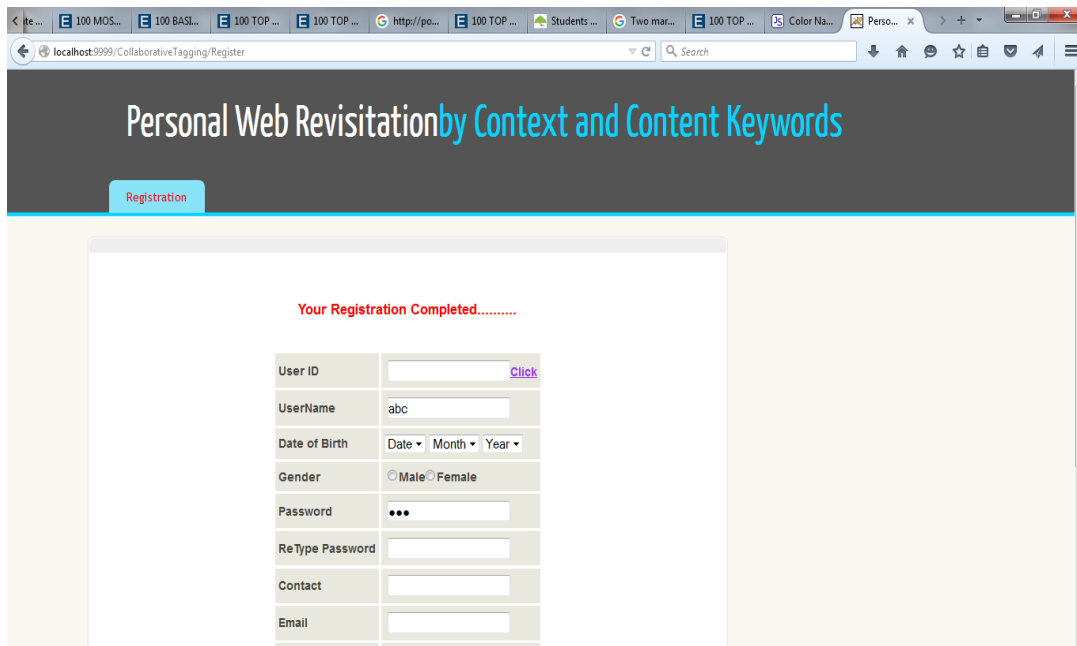 ite ... 100 MOS... 100 BASI... 100 TOP ... 100 TOP ... http://po... 100 TOP ... Students ... Two mar... 100 TOP ... Color Na... Perso...
localhost:9999/CollaborativeTagging/Register Search
Personal Web Revisitationby Context and Content Keywords
Registration
Your Registration Completed..........
User ID Click
UserName abc
Date of Birth Date Month Year
Gender Male Female
Password
ReType Password
Contact
Email